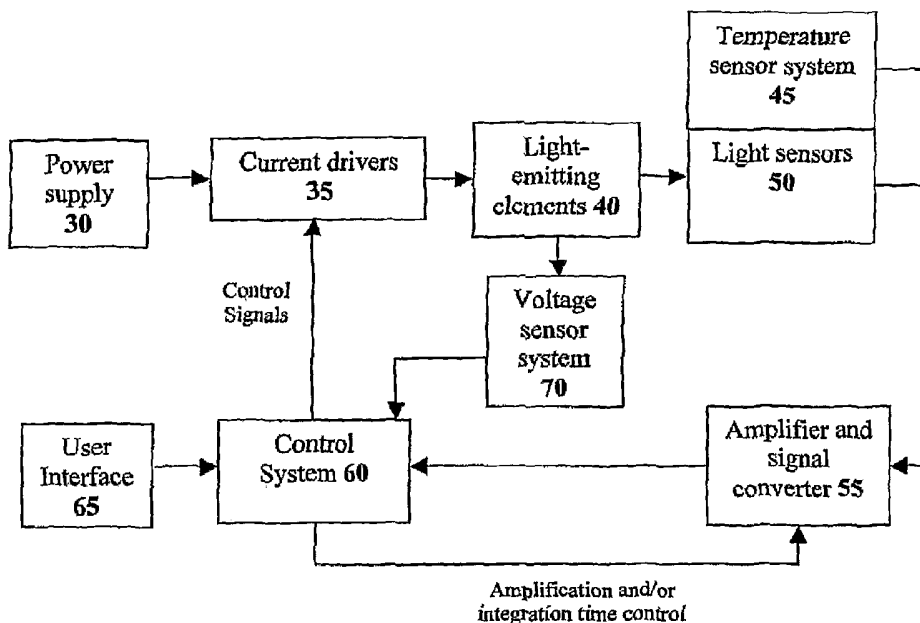 Temperature
sensor system
45
Power
supply
30
Current drivers
35
Light-
emitting
elements 40
Light sensors
50
Control
Signals
Voltage
sensor
system
70
User
Interface
65
Control
System 60
Amplifier and
signal
converter 55
Amplification and/or
integration time control